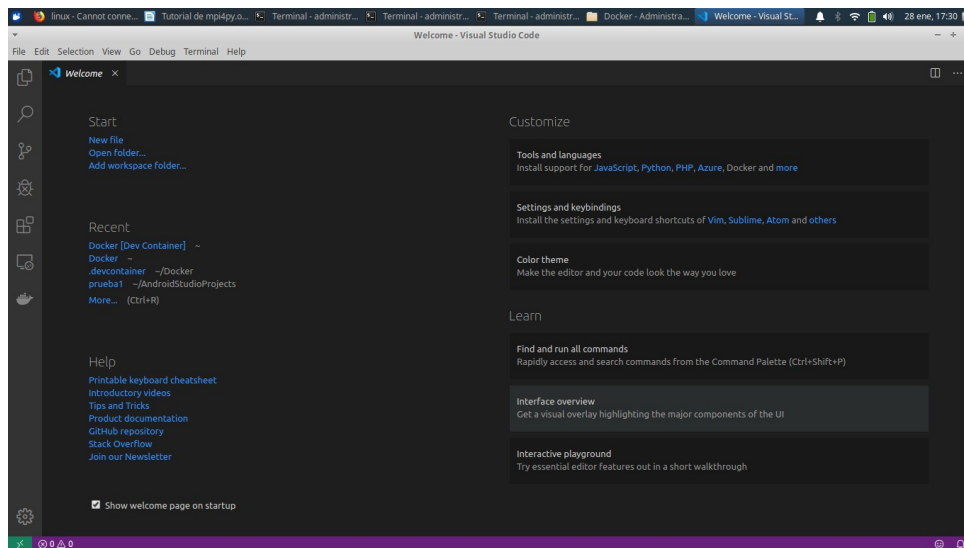 linux - Cannot conne... Tutorial de mpi4py.o... Terminal - administr... Terminal - administr... Terminal - administr... Docker - Administra... Welcome - Visual St... 28 ene, 17:30
Welcome - Visual Studio Code
File Edit Selection View Go Debug Terminal Help
Welcome
Start
New file
Open folder...
Add workspace folder...
Recent
Docker [Dev Container] ~
Docker ~
.devcontainer ~/Docker
prueba1 ~/AndroidStudioProjects
More... (Ctrl+R)
Help
Printable keyboard cheatsheet
Introductory videos
Tips and Tricks
Product documentation
GitHub repository
Stack Overflow
Join our Newsletter
Show welcome page on startup
Customize
Tools and languages
Install support for JavaScript, Python, PHP, Azure, Docker and more
Settings and keybindings
Install the settings and keyboard shortcuts of Vim, Sublime, Atom and others
Color theme
Make the editor and your code look the way you love
Learn
Find and run all commands
Rapidly access and search commands from the Command Palette (Ctrl+Shift+P)
Interface overview
Get a visual overlay highlighting the major components of the UI
Interactive playground
Try essential editor features out in a short walkthrough
0 0